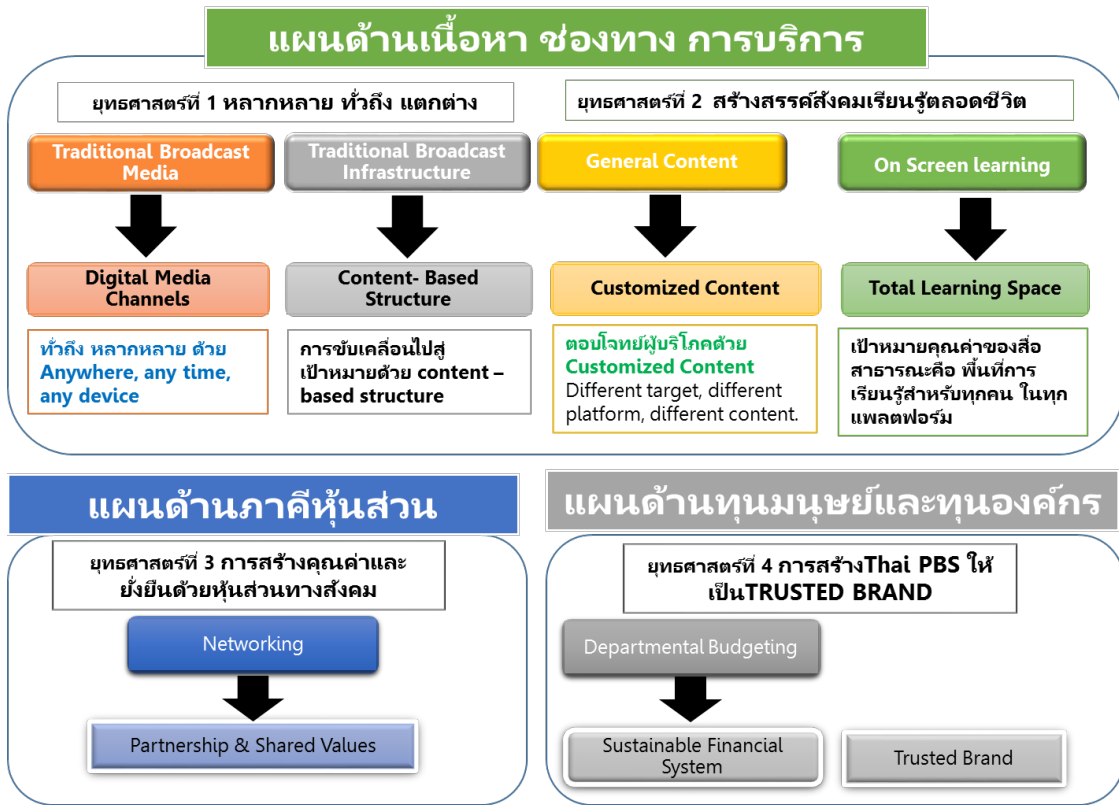 แผนด้านเนื้อหา ช่องทาง การบริการ
ยุทธศาสตร์ที่ 1 หลากหลาย ทั่วถึง แตกต่าง
ยุทธศาสตร์ที่ 2 สร้างสรรค์สังคมเรียนรู้ตลอดชีวิต
Traditional Broadcast
Media
Traditional Broadcast
Infrastructure
General Content
On Screen learning
Digital Media
Channels
Content- Based
Structure
Customized Content
Total Learning Space
ทั่วถึง หลากหลาย ด้วย
Anywhere, any time,
any device
การขับเคลื่อนไปสู่
เป้าหมายด้วย content –
based structure
ตอบโจทย์ผู้บริโภคด้วย
Customized Content
Different target, different
platform, different content.
เป้าหมายคุณค่าของสื่อ
สาธารณะคือ พื้นที่การ
เรียนรู้สำหรับทุกคน ในทุก
แพลตฟอร์ม
แผนด้านภาคีหุ้นส่วน
ยุทธศาสตร์ที่ 3 การสร้างคุณค่าและ
ยั่งยืนด้วยหุ้นส่วนทางสังคม
Networking
Partnership & Shared Values
แผนด้านทุนมนุษย์และทุนองค์กร
ยุทธศาสตร์ที่ 4 การสร้างThai PBS ให้
เป็นTRUSTED BRAND
Departmental Budgeting
Sustainable Financial
System
Trusted Brand